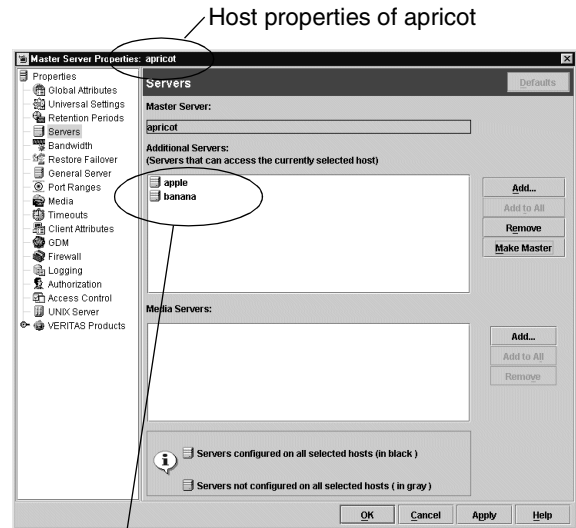 Host properties of apricot
Master Server Properties: apricot
Properties
Global Attributes
Universal Settings
Retention Periods
Servers
Bandwidth
Restore Failover
General Server
Port Ranges
Media
Timeouts
Client Attributes
GDM
Firewall
Logging
Authorization
Access Control
UNIX Server
VERITAS Products
Servers
Defaults
Master Server:
apricot
Additional Servers:
(Servers that can access the currently selected host)
apple
banana
Add...
Add to All
Remove
Make Master
Media Servers:
Add...
Add to All
Remove
Servers configured on all selected hosts (in black )
Servers not configured on all selected hosts ( in gray )
OK
Cancel
Apply
Help